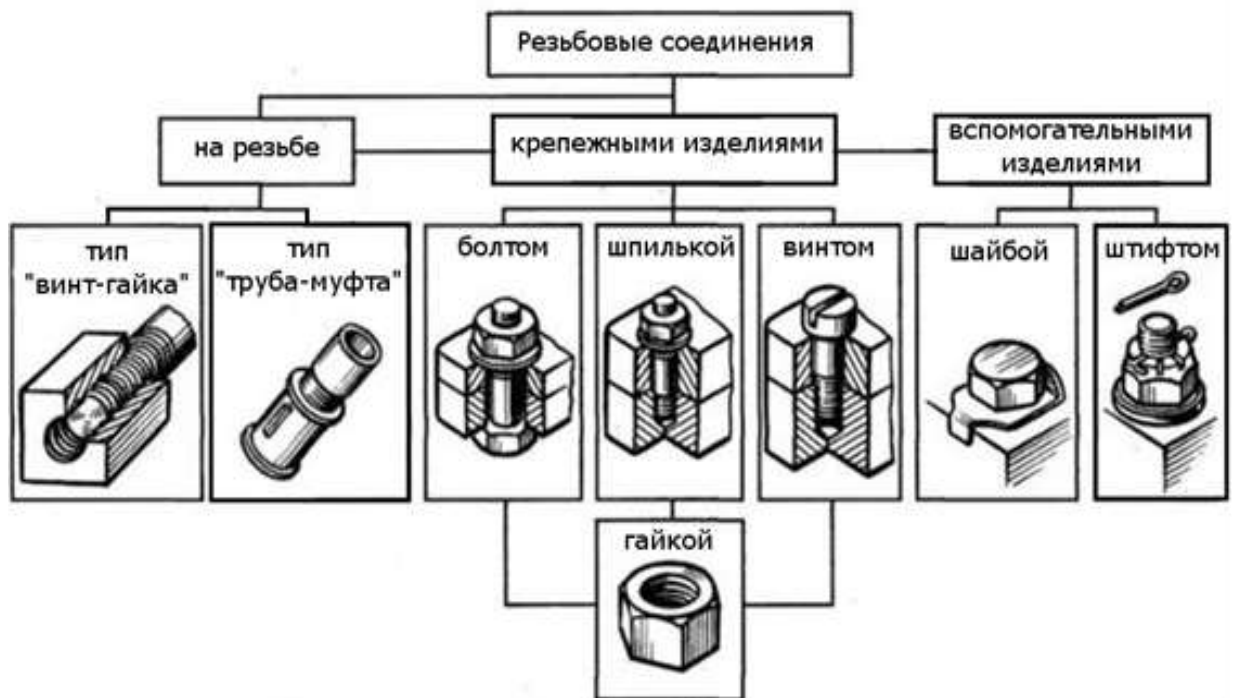 Резьбовые соединения
на резьбе
крепежными изделиями
вспомогательными
изделиями
тип
"винт-гайка"
тип
"труба-муфта"
болтом
шпилькой
винтом
шайбой
штифтом
гайкой